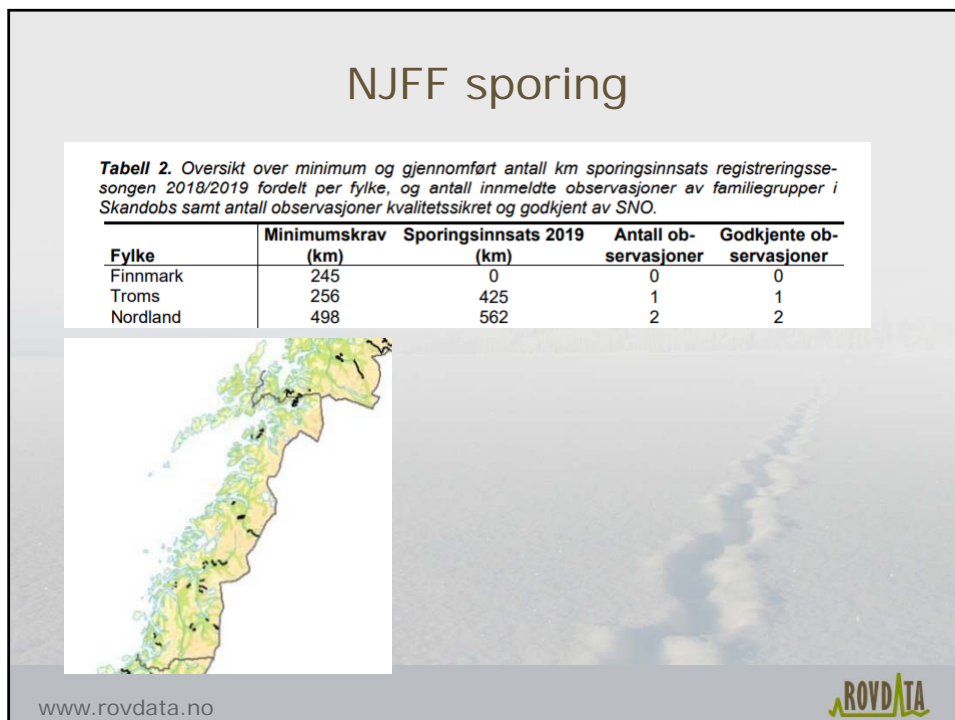 NJFF sporing
Tabell 2. Oversikt over minimum og gjennomført antall km sporingsinnsats registreringsse-
songen 2018/2019 fordelt per fylke, og antall innmeldte observasjoner av familiegrupper i
Skandobs samt antall observasjoner kvalitetssikret og godkjent av SNO.
Minimumskrav Sporingsinnsats 2019 Antall ob- Godkjente ob-
Fylke (km) (km) servasjoner servasjoner
Finnmark 245 0 0 0
Troms 256 425 1 1
Nordland 498 562 2 2
www.rovdata.no
ROVDATA